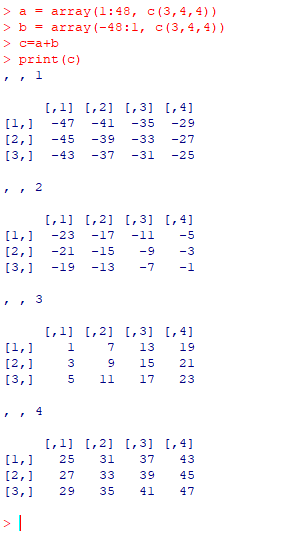 > a = array(1:48, c(3,4,4))
> b = array(-48:1, c(3,4,4))
> c=a+b
> print(c)
, , 1
[,1] [,2] [,3] [,4]
[1,] -47 -41 -35 -29
[2,] -45 -39 -33 -27
[3,] -43 -37 -31 -25
, , 2
[,1] [,2] [,3] [,4]
[1,] -23 -17 -11 -5
[2,] -21 -15 -9 -3
[3,] -19 -13 -7 -1
, , 3
[,1] [,2] [,3] [,4]
[1,] 1 7 13 19
[2,] 3 9 15 21
[3,] 5 11 17 23
, , 4
[,1] [,2] [,3] [,4]
[1,] 25 31 37 43
[2,] 27 33 39 45
[3,] 29 35 41 47
>